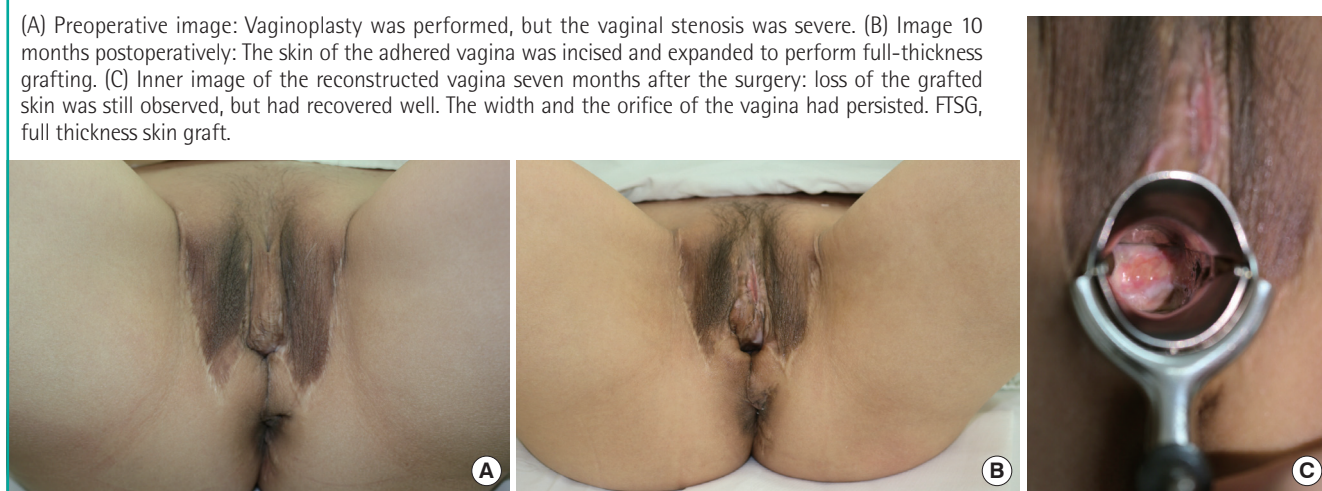 (A) Preoperative image: Vaginoplasty was performed, but the vaginal stenosis was severe. (B) Image 10
months postoperatively: The skin of the adhered vagina was incised and expanded to perform full-thickness
grafting. (C) Inner image of the reconstructed vagina seven months after the surgery: loss of the grafted
skin was still observed, but had recovered well. The width and the orifice of the vagina had persisted. FTSG,
full thickness skin graft.
A
B
C